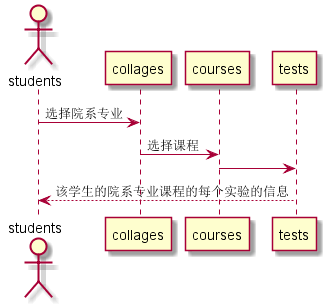 students
collages
courses
tests
选择院系专业
选择课程
该学生的院系专业课程的每个实验的信息
students
collages
courses
tests